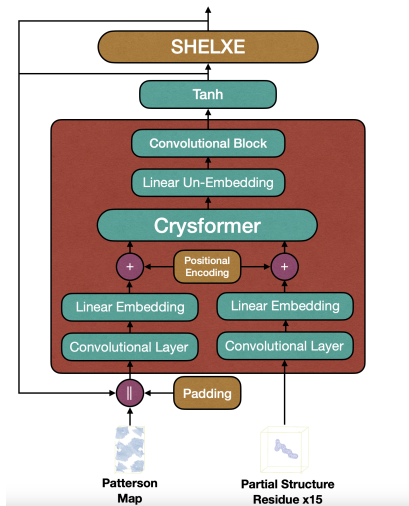 SHELXE
Tanh
Convolutional Block
Linear Un-Embedding
Crysformer
+
Positional
Encoding
+
Linear Embedding
Linear Embedding
Convolutional Layer
Convolutional Layer
||
Padding
Patterson
Map
Partial Structure
Residue x15